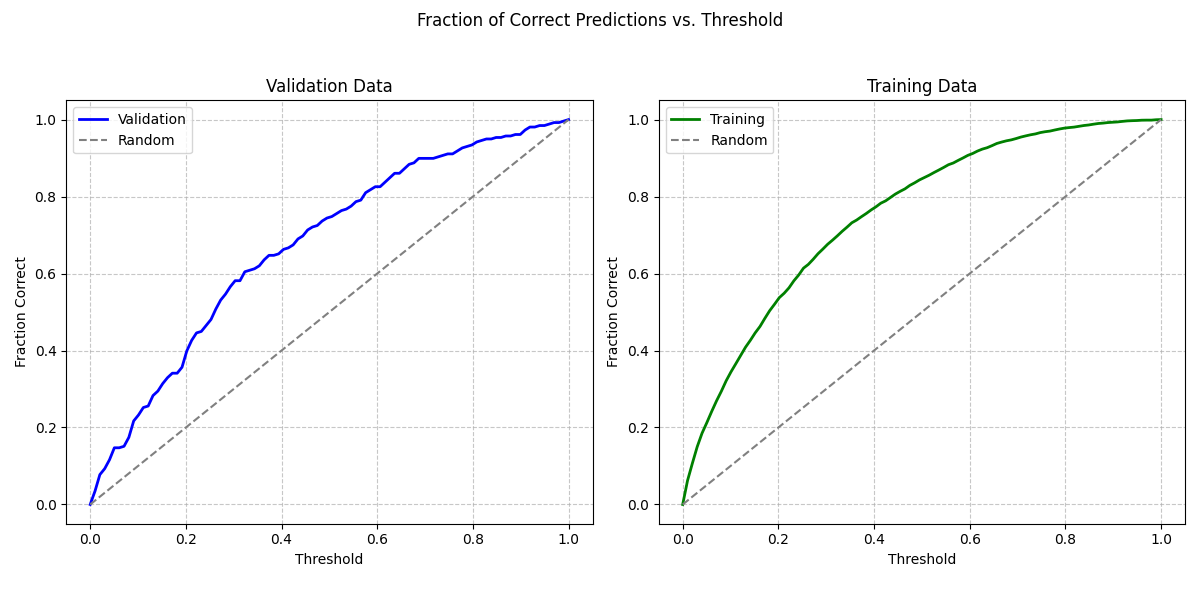 Fraction of Correct Predictions vs. Threshold
Validation Data
Validation
Random
1.0
0.8
0.6
0.4
0.2
0.0
Fraction Correct
0.0 0.2 0.4 0.6 0.8 1.0
Threshold
Training Data
Training
Random
1.0
0.8
0.6
0.4
0.2
0.0
Fraction Correct
0.0 0.2 0.4 0.6 0.8 1.0
Threshold